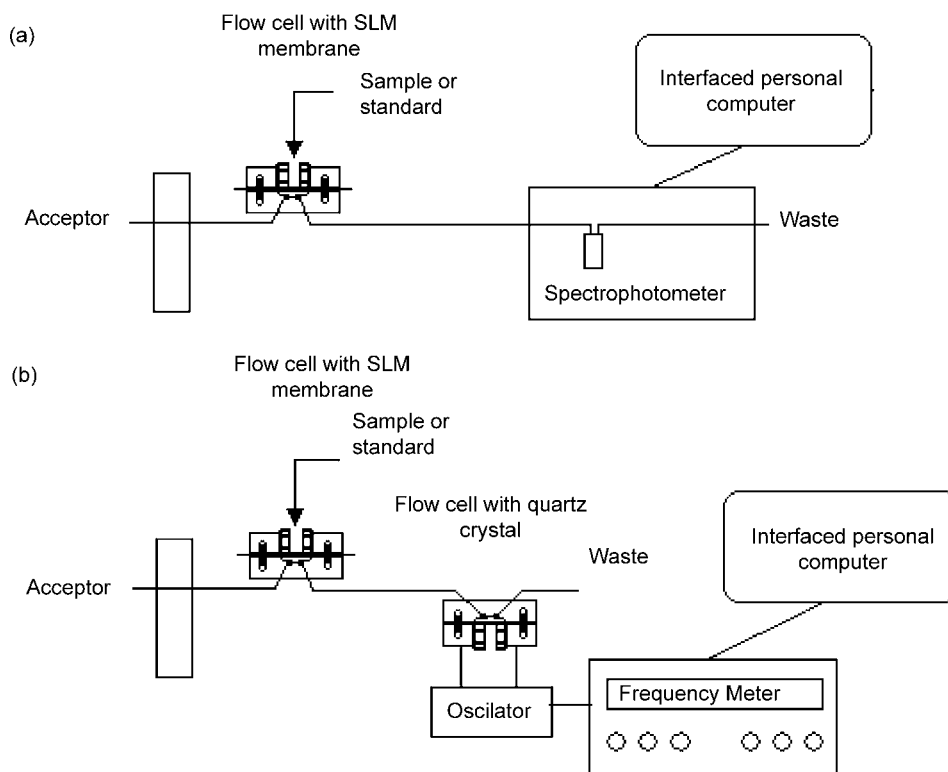 (a)
Flow cell with SLM
membrane
Sample or
standard
Interfaced personal
computer
Acceptor
Waste
Spectrophotometer
(b)
Flow cell with SLM
membrane
Sample or
standard
Flow cell with quartz
crystal
Interfaced personal
computer
Waste
Acceptor
Oscilator
Frequency Meter